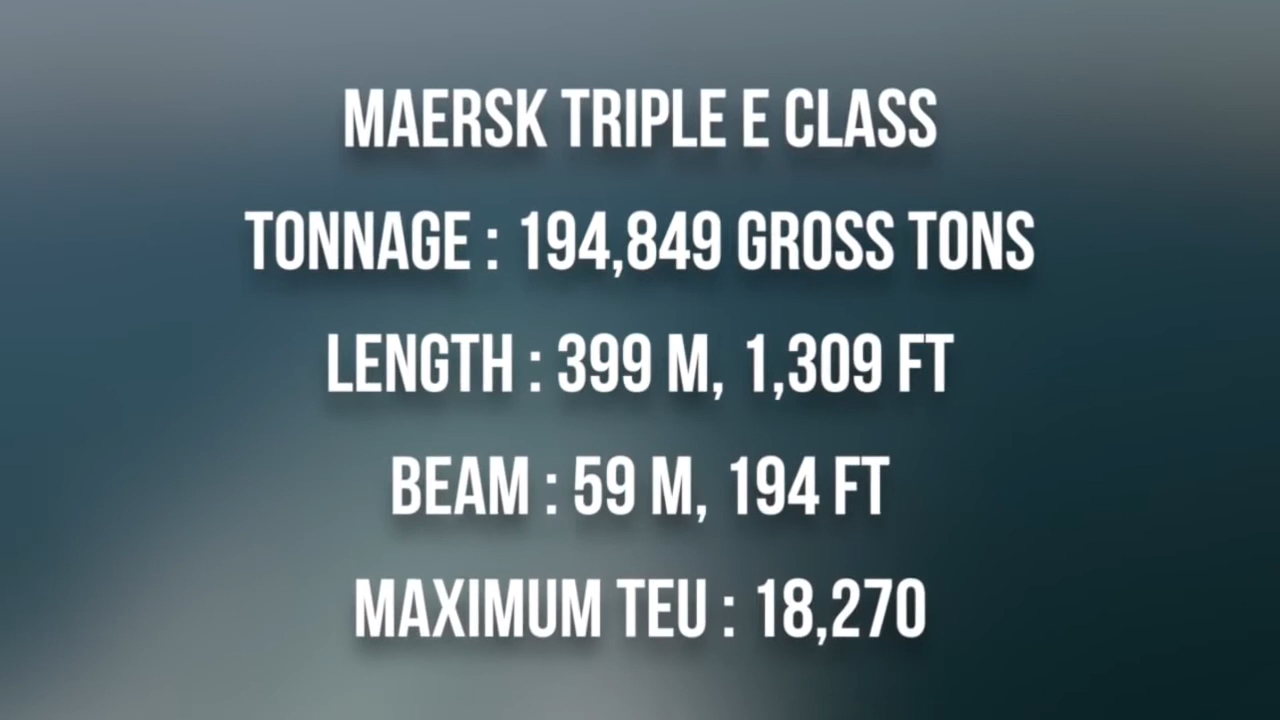 MAERSK TRIPLE E CLASS
TONNAGE : 194,849 GROSS TONS
LENGTH : 399 M, 1,309 FT
BEAM : 59 M, 194 FT
MAXIMUM TEU : 18,270